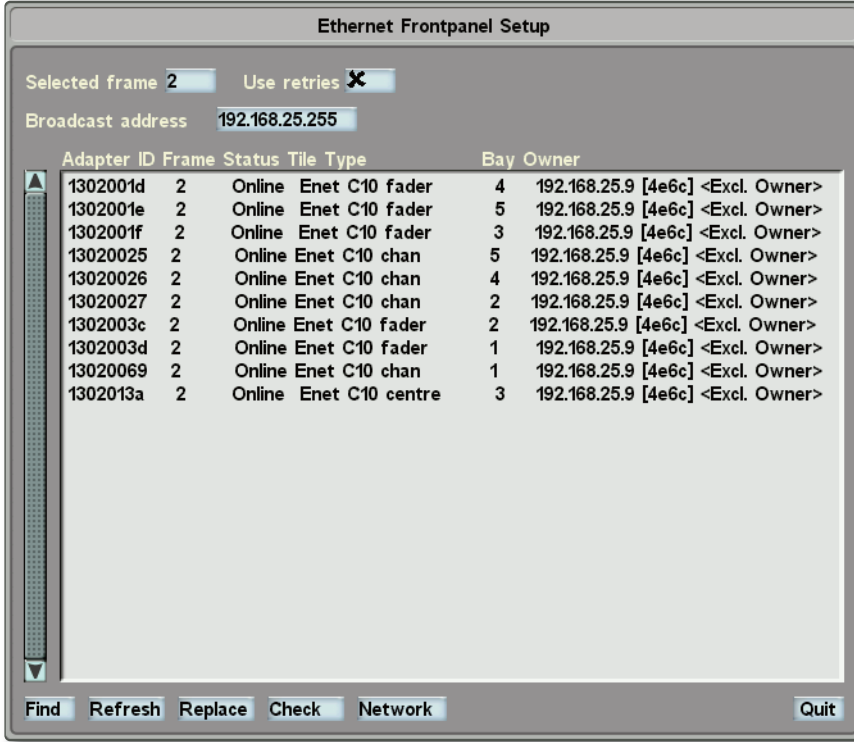 Ethernet Frontpanel Setup
Selected frame 2 Use retries
Broadcast address 192.168.25.255
Adapter ID Frame Status Tile Type Bay Owner
1302001d 2 Online Enet C10 fader 4 192.168.25.9 [4e6c] <Excl. Owner>
1302001e 2 Online Enet C10 fader 5 192.168.25.9 [4e6c] <Excl. Owner>
1302001f 2 Online Enet C10 fader 3 192.168.25.9 [4e6c] <Excl. Owner>
13020025 2 Online Enet C10 chan 5 192.168.25.9 [4e6c] <Excl. Owner>
13020026 2 Online Enet C10 chan 4 192.168.25.9 [4e6c] <Excl. Owner>
13020027 2 Online Enet C10 chan 2 192.168.25.9 [4e6c] <Excl. Owner>
1302003c 2 Online Enet C10 fader 2 192.168.25.9 [4e6c] <Excl. Owner>
1302003d 2 Online Enet C10 fader 1 192.168.25.9 [4e6c] <Excl. Owner>
13020069 2 Online Enet C10 chan 1 192.168.25.9 [4e6c] <Excl. Owner>
1302013a 2 Online Enet C10 centre 3 192.168.25.9 [4e6c] <Excl. Owner>
Find Refresh Replace Check Network Quit